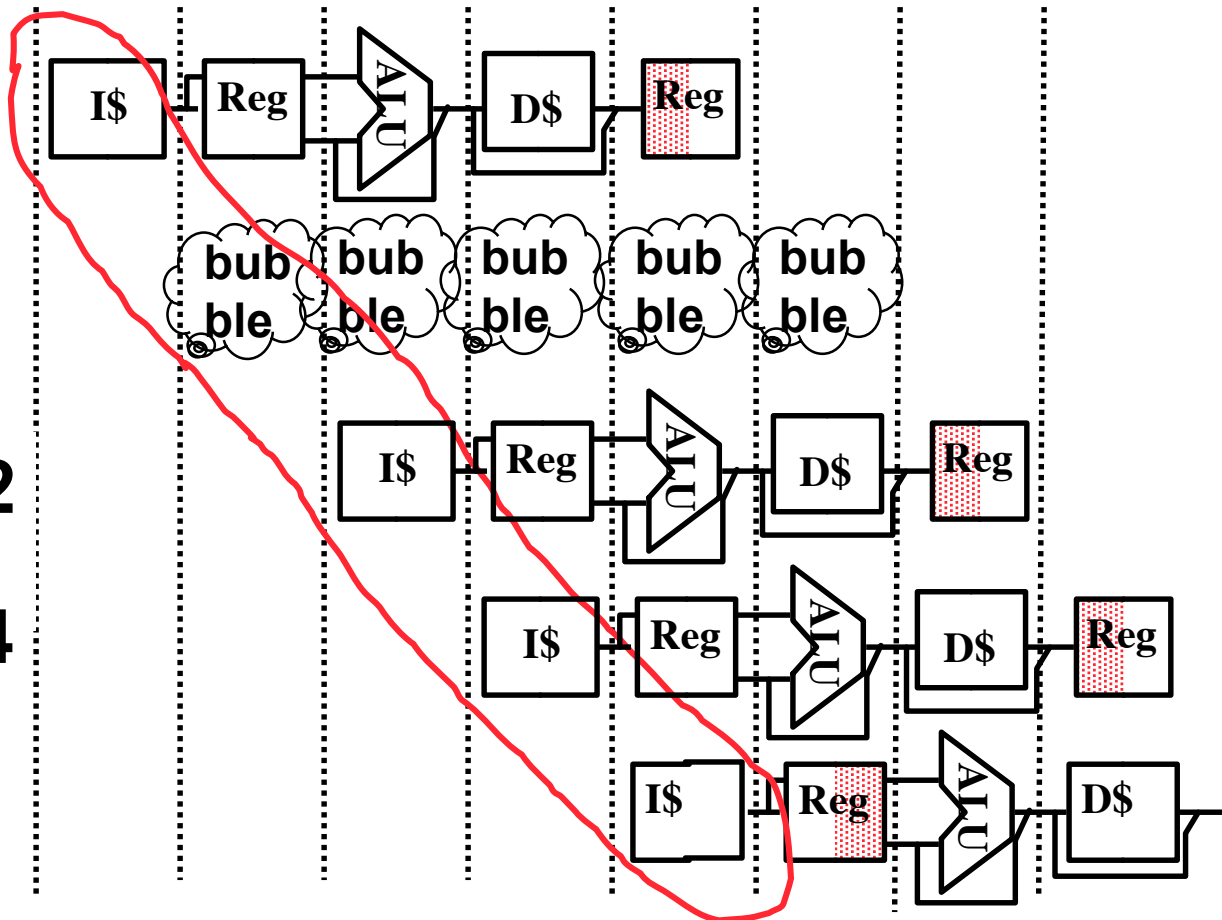 I$ Reg ALU D$ Reg
bub bub bub bub bub
ble ble ble ble ble
I$ Reg ALU D$ Reg
2
I$ Reg ALU D$ Reg
4
I$ Reg ALU D$